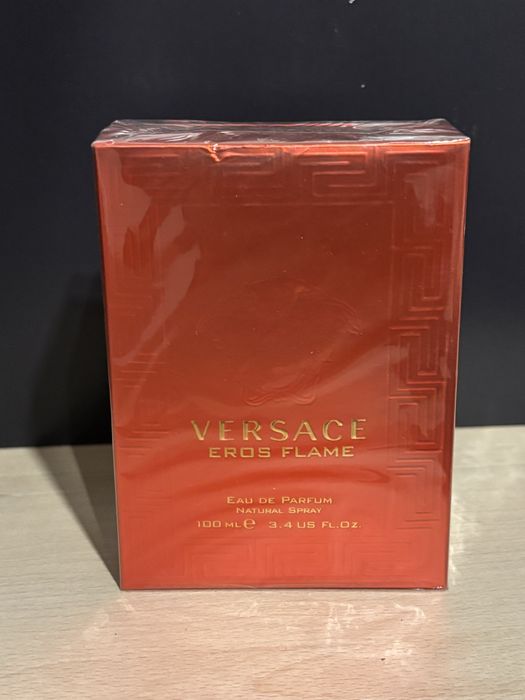 VERSACE
EROS FLAME
EAU DE PARFUM
NATURAL SPRAY
100 ML ℮ 3.4 US FL.OZ.